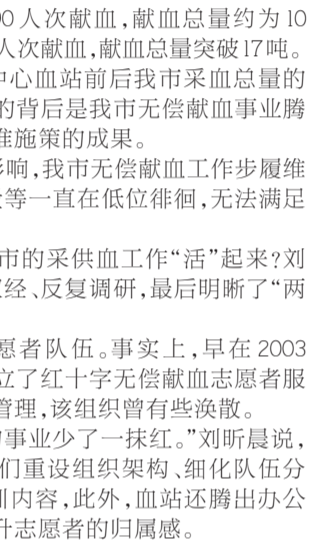 00人次献血,献血总量约为10
人次献血,献血总量突破17吨。
中心血站前后我市采血总量的
的背后是我市无偿献血事业腾
准施策的成果。
影响,我市无偿献血工作步履维
等一直在低位徘徊,无法满足
市的采供血工作“活”起来?刘
经、反复调研,最后明晰了“两
愿者队伍。事实上,早在2003
立了红十字无偿献血志愿者服
管理,该组织曾有些涣散。
事业少了一抹红。”刘昕晨说,
们重设组织架构、细化队伍分
训内容,此外,血站还腾出办公
升志愿者的归属感。